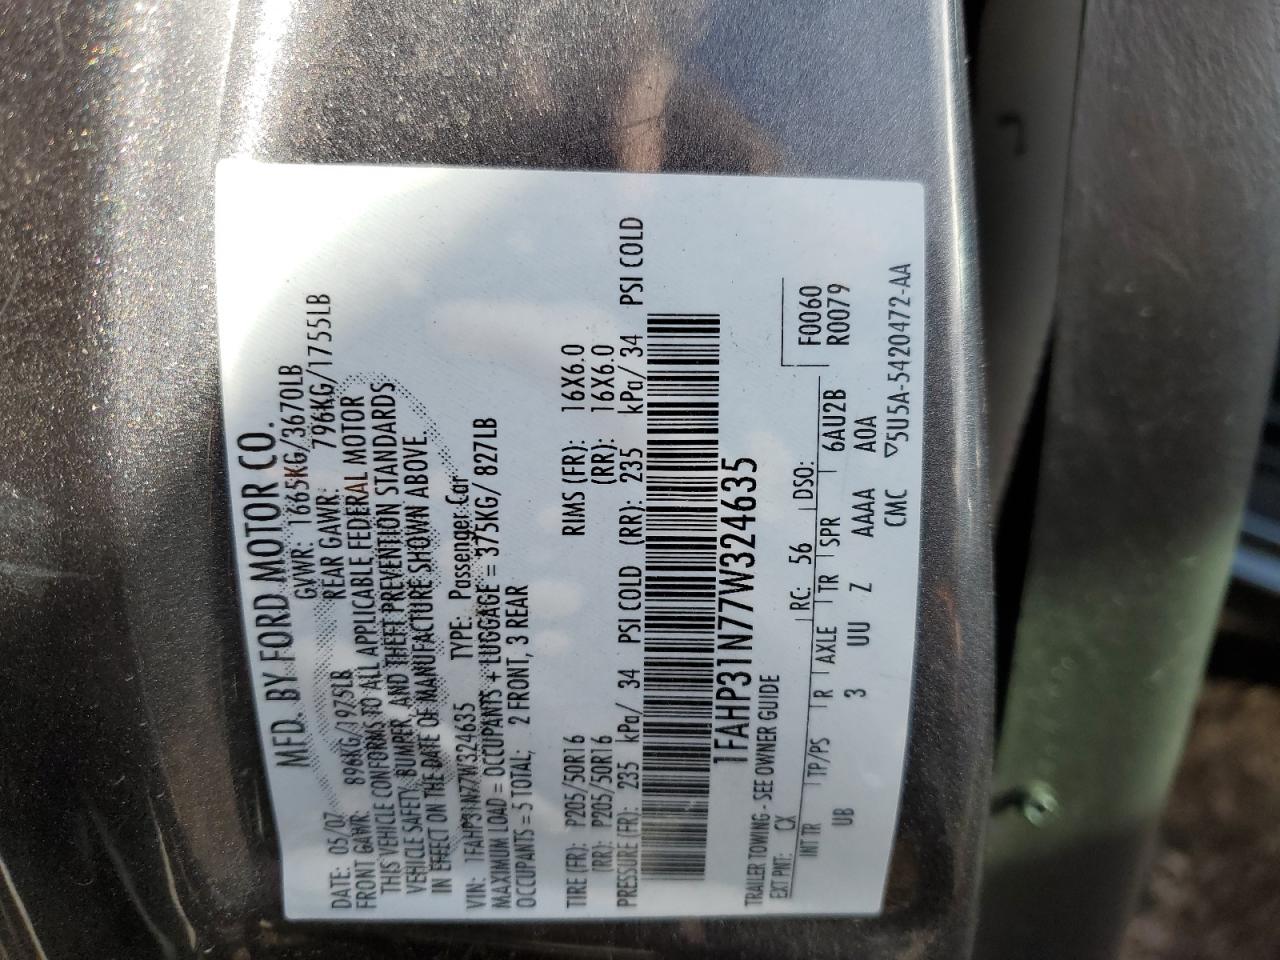 MFD. BY FORD MOTOR CO.
DATE: 05/07 GVWR: 1665KG/3670LB
FRONT GAWR: 896KG/1975LB REAR GAWR: 796KG/1755LB
THIS VEHICLE CONFORMS TO ALL APPLICABLE FEDERAL MOTOR
VEHICLE SAFETY, BUMPER, AND THEFT PREVENTION STANDARDS
IN EFFECT ON THE DATE OF MANUFACTURE SHOWN ABOVE.
VIN: 1FAHP31N77W324635 TYPE: Passenger Car
MAXIMUM LOAD = OCCUPANTS + LUGGAGE = 375KG/ 827LB
OCCUPANTS = 5 TOTAL; 2 FRONT, 3 REAR
TIRE (FR): P205/50R16 RIMS (FR): 16X6.0
(RR): P205/50R16 (RR): 16X6.0
PRESSURE (FR): 235 kPa/ 34 PSI COLD (RR): 235 kPa/ 34 PSI COLD
1FAHP31N77W324635
TRAILER TOWING - SEE OWNER GUIDE
EXT PNT: CX RC: 56 DSO: F0060
R0079
INT TR TP/PS R AXLE TR SPR 6AU2B
UB 3 UU Z AAAA A0A
CMC ▽5U5A-5420472-AA